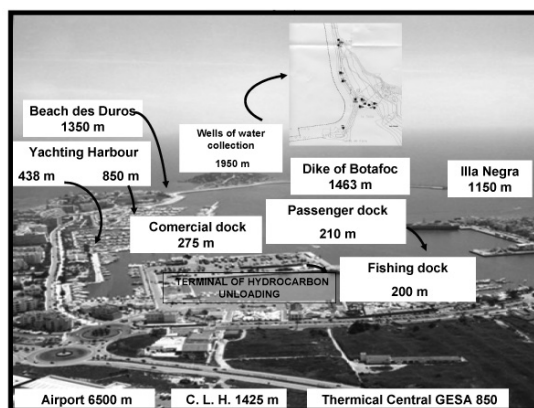 Beach des Duros
1350 m
Yachting Harbour
438 m 850 m
Wells of water
collection
1950 m
Dike of Botafoc
1463 m
Illa Negra
1150 m
Comercial dock
275 m
Passenger dock
210 m
Fishing dock
200 m
TERMINAL OF HYDROCARBON
UNLOADING
Airport 6500 m
C. L. H. 1425 m
Thermical Central GESA 850